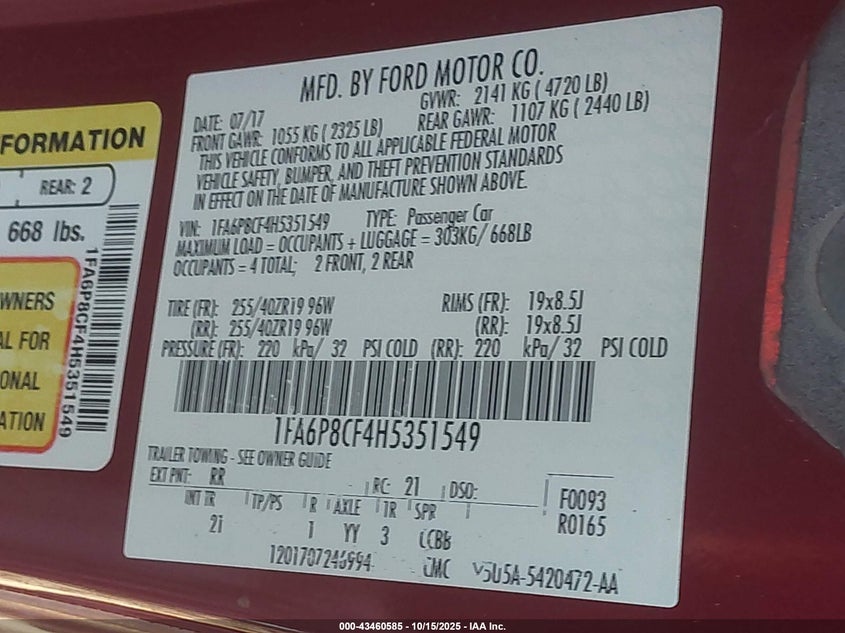 FORMATION
REAR: 2
668 lbs.
1FA6P8CF4H5351549
OWNERS
AL FOR
ONAL
ATION
MFD. BY FORD MOTOR CO.
DATE: 07/17 GVWR: 2141 KG ( 4720 LB)
FRONT GAWR: 1055 KG ( 2325 LB) REAR GAWR: 1107 KG ( 2440 LB)
THIS VEHICLE CONFORMS TO ALL APPLICABLE FEDERAL MOTOR
VEHICLE SAFETY, BUMPER, AND THEFT PREVENTION STANDARDS
IN EFFECT ON THE DATE OF MANUFACTURE SHOWN ABOVE.
VIN: 1FA6P8CF4H5351549 TYPE: Passenger Car
MAXIMUM LOAD = OCCUPANTS + LUGGAGE = 303KG/ 668LB
OCCUPANTS = 4 TOTAL; 2 FRONT, 2 REAR
TIRE (FR): 255/40ZR19 96W RIMS (FR): 19x8.5J
(RR): 255/40ZR19 96W (RR): 19x8.5J
PRESSURE (FR): 220 kPa/ 32 PSI COLD (RR): 220 kPa/ 32 PSI COLD
1FA6P8CF4H5351549
TRAILER TOWING - SEE OWNER GUIDE
EXT PNT: RR RC: 21 DSO: F0093
INT TR TP/PS R AXLE TR SPR R0165
2i 1 YY 3 CCBB
CMC
000-43460585 - 10/15/2025 - IAA Inc.